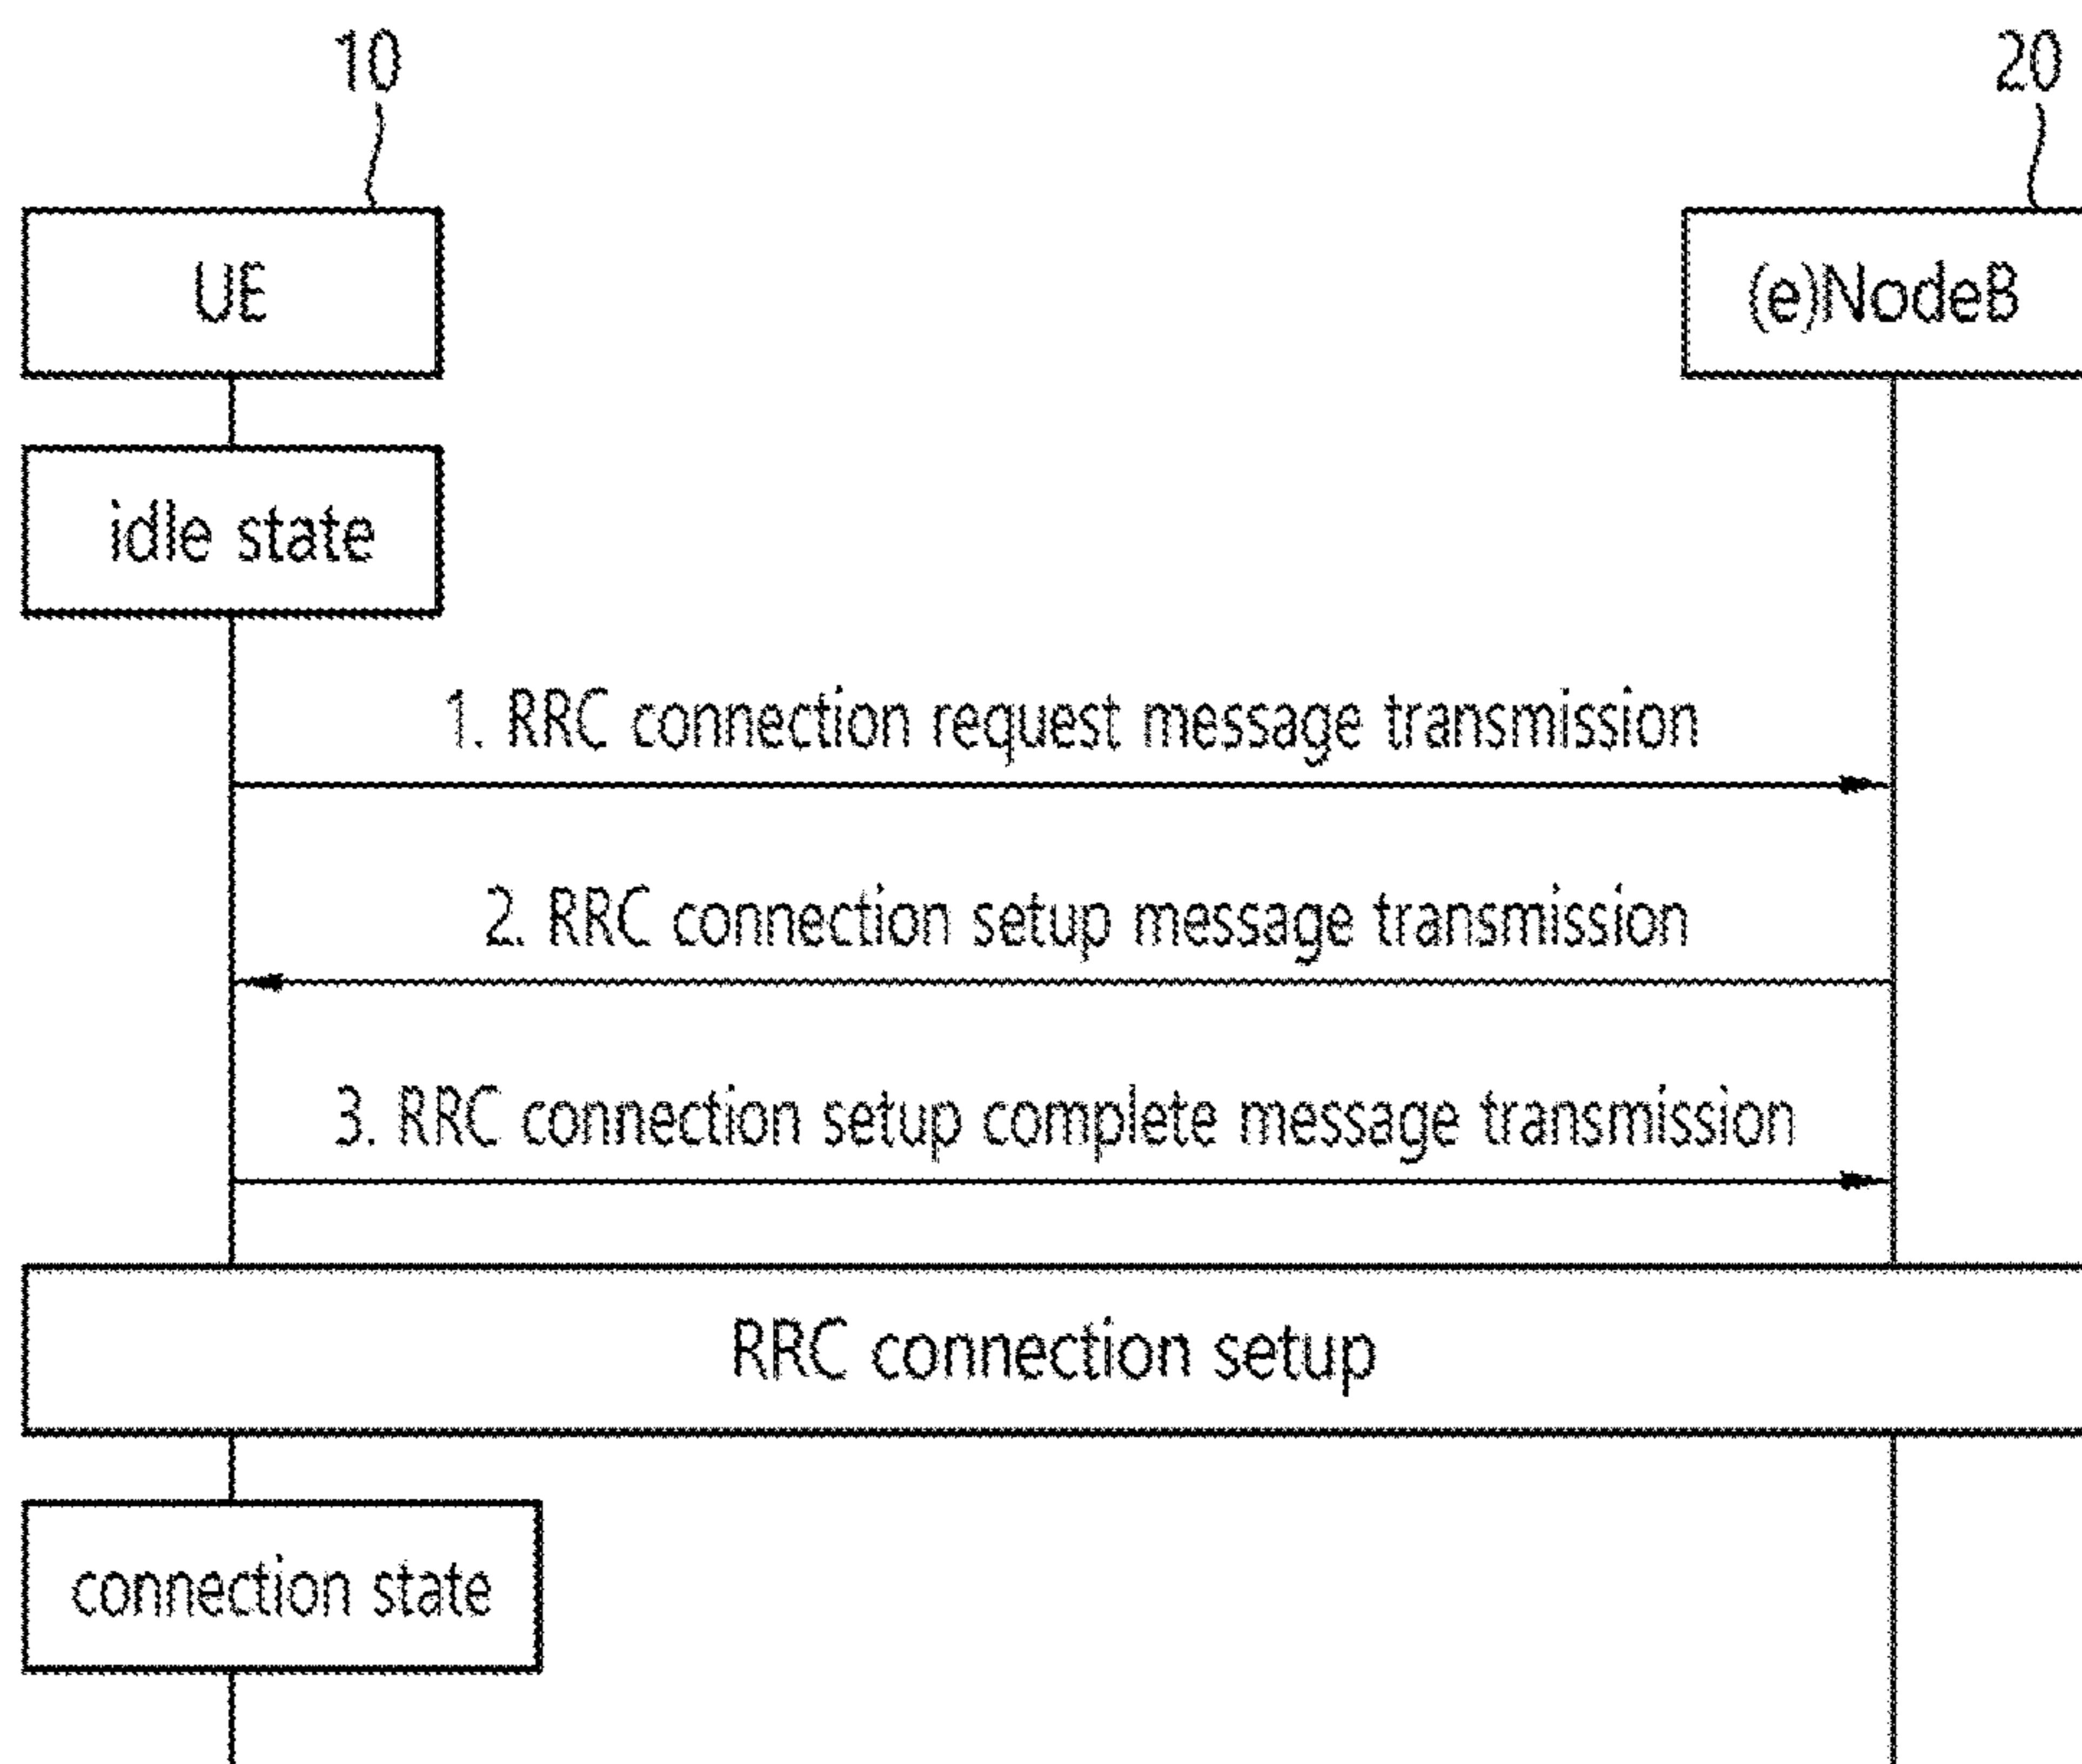 10
20
UE
(e)NodeB
idle state
1. RRC connection request message transmission
2. RRC connection setup message transmission
3. RRC connection setup complete message transmission
RRC connection setup
connection state